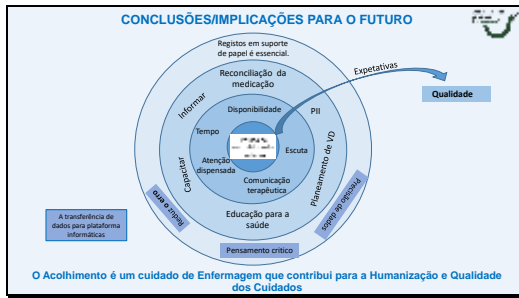 CONCLUSÕES/IMPLICAÇÕES PARA O FUTURO
Registos em suporte
de papel é essencial.
Expetativas
Reconciliação da
medicação
Qualidade
Informar
Disponibilidade
PII
Tempo
Escuta
Atenção
dispensada
Capacitar
Planeamento de VD
Comunicação
terapêutica
Reduz o erro
Precisão de dados
A transferência de
dados para plataforma
informáticas
Educação para a
saúde
Pensamento critico
O Acolhimento é um cuidado de Enfermagem que contribui para a Humanização e Qualidade
dos Cuidados